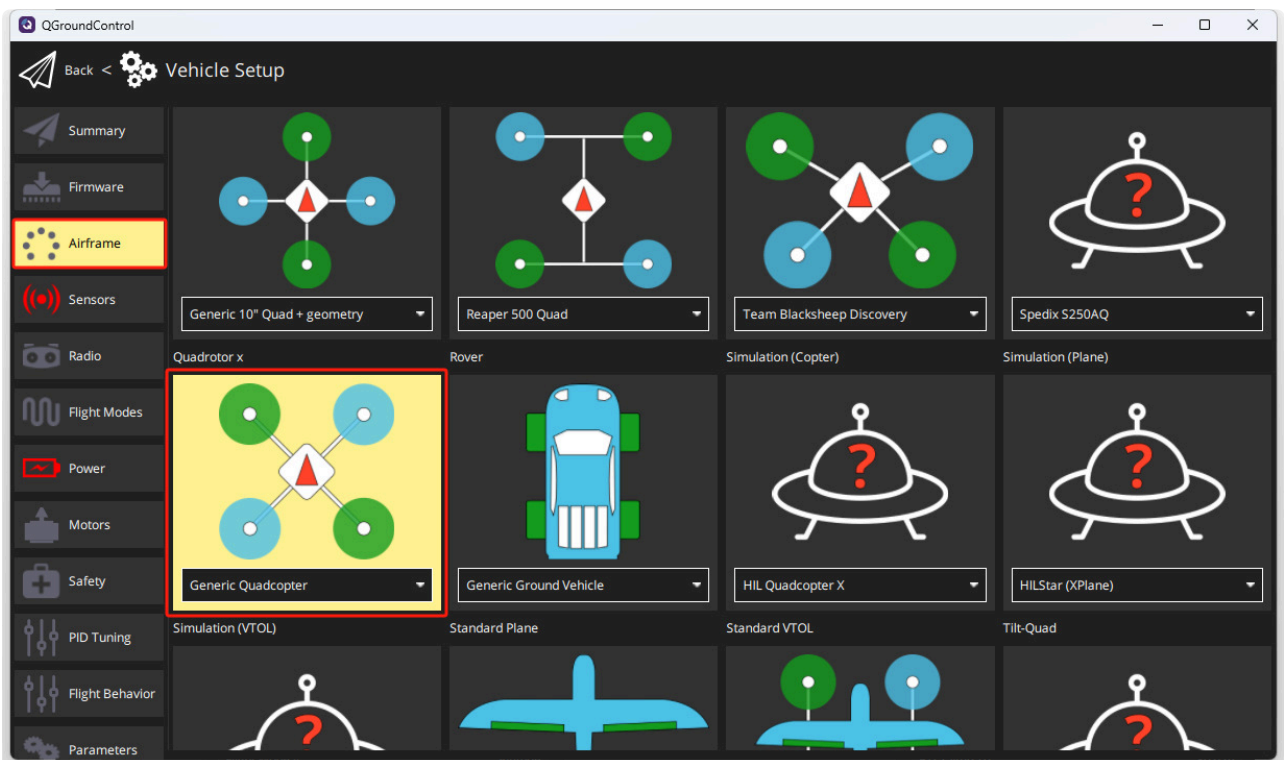 QGroundControl
Back < Vehicle Setup
Summary
Firmware
Airframe
Sensors
Radio
Flight Modes
Power
Motors
Safety
PID Tuning
Flight Behavior
Parameters
Generic 10" Quad + geometry
Reaper 500 Quad
Team Blacksheep Discovery
Spedix S250AQ
Quadrotor x
Rover
Simulation (Copter)
Simulation (Plane)
?
Generic Quadcopter
Generic Ground Vehicle
HIL Quadcopter X
HILStar (XPlane)
?
?
Simulation (VTOL)
Standard Plane
Standard VTOL
Tilt-Quad
?
?